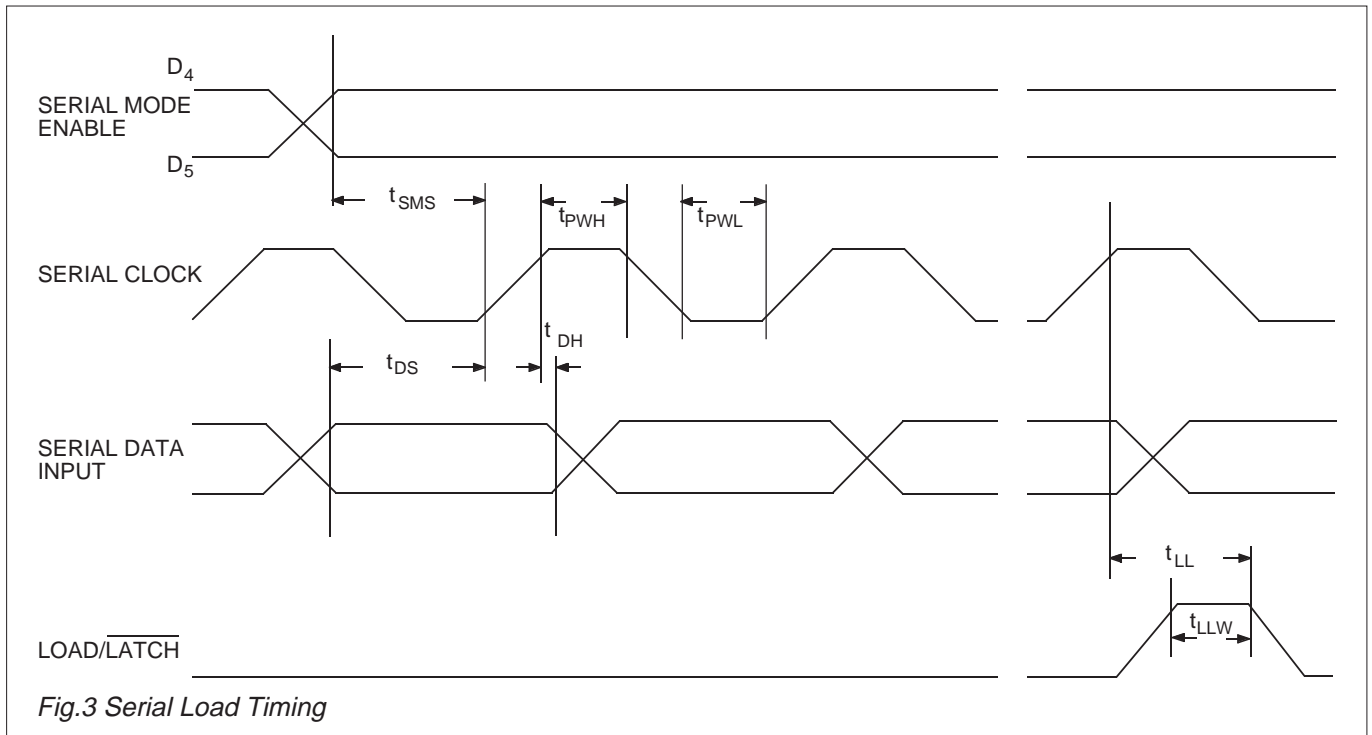 D4
SERIAL MODE
ENABLE
D5
tSMS
tPWH
tPWL
SERIAL CLOCK
tDS
tDH
SERIAL DATA
INPUT
tLL
tLLW
LOAD/LATCH
Fig.3 Serial Load Timing